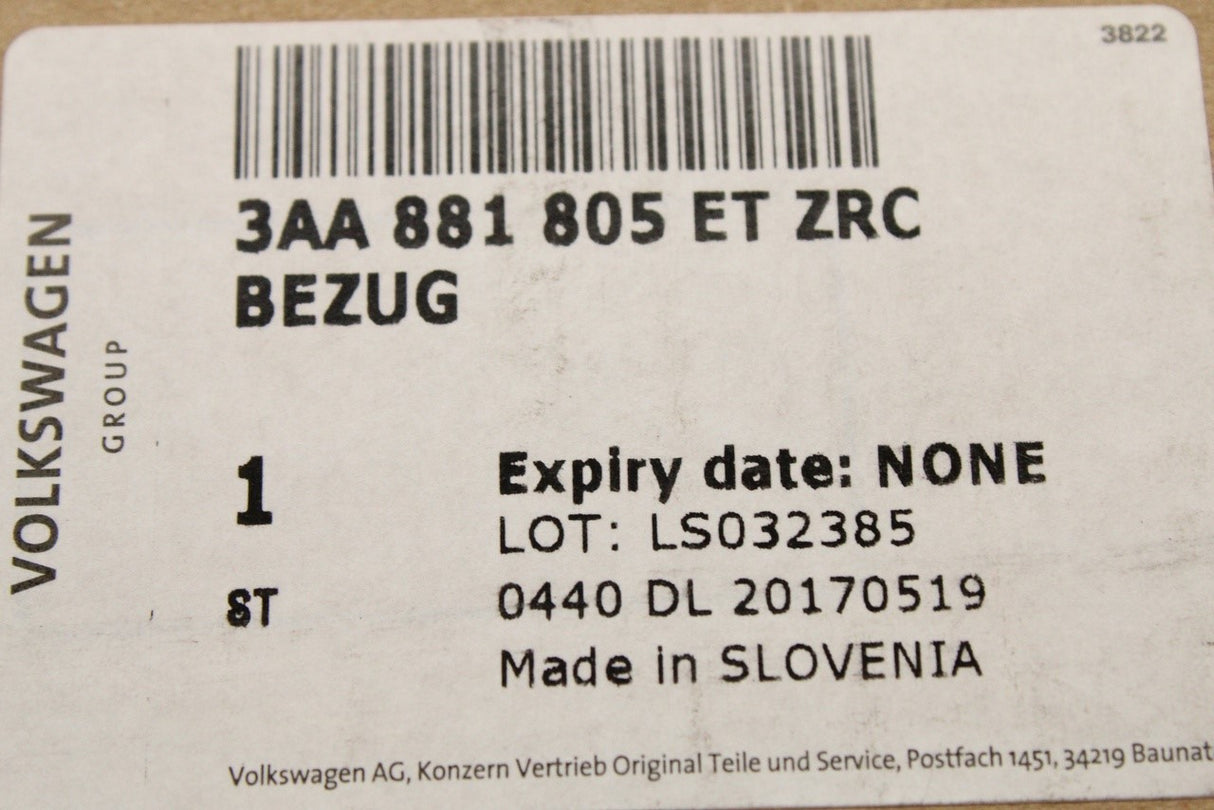 3822
3AA 881 805 ET ZRC
BEZUG
VOLKSWAGEN
GROUP
1
Expiry date: NONE
LOT: LS032385
ST
0440 DL 20170519
Made in SLOVENIA
Volkswagen AG, Konzern Vertrieb Original Teile und Service, Postfach 1451, 34219 Baunat